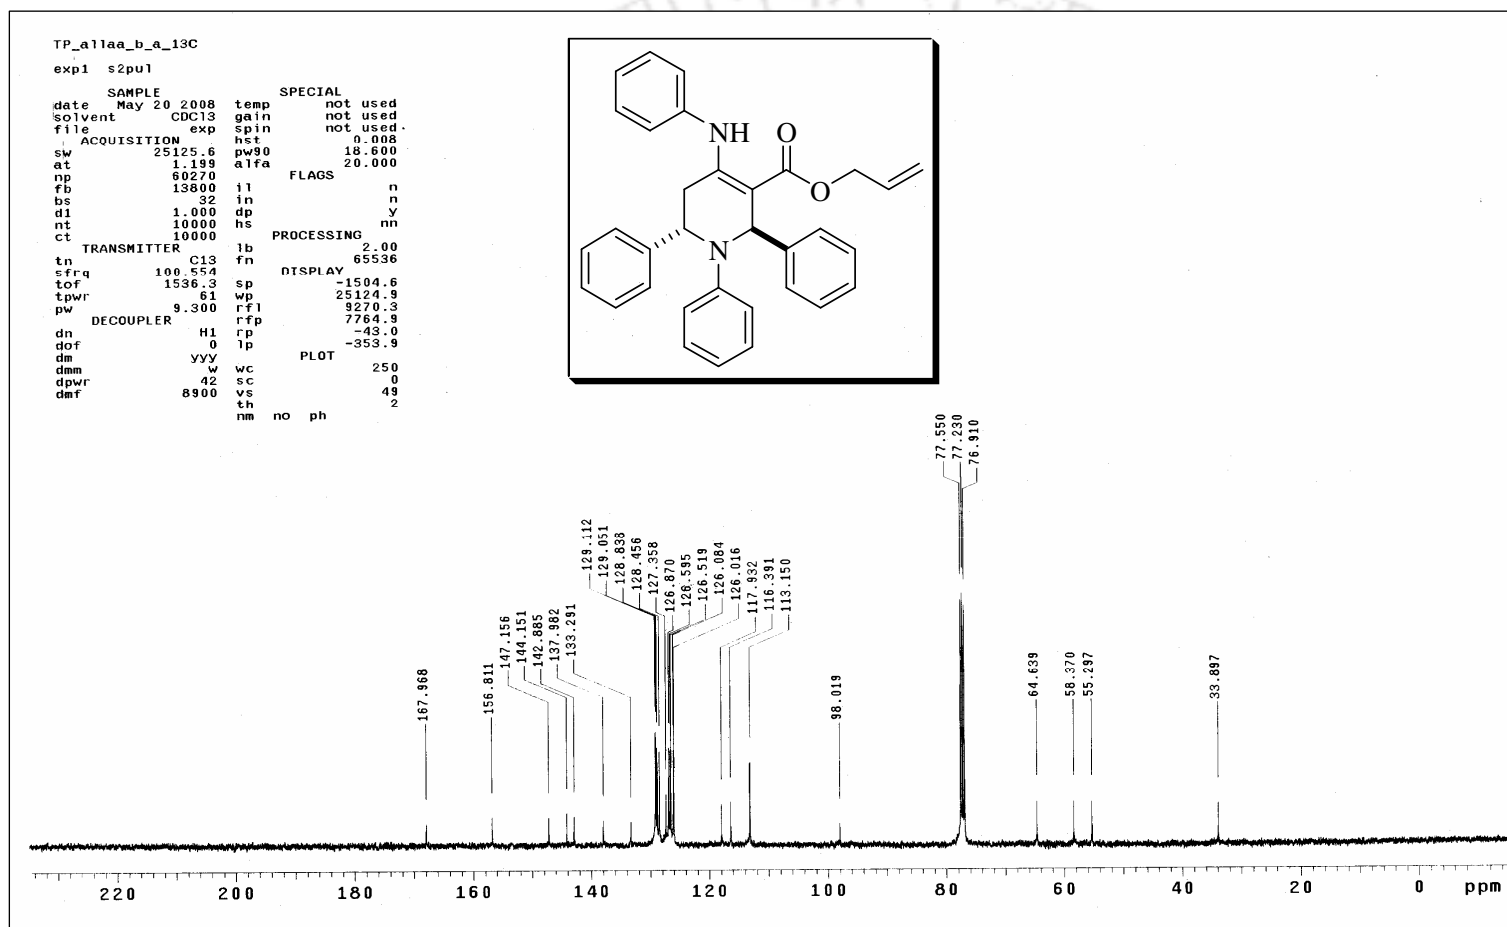 TP_allaa_b_a_13C
exp1 s2pul
SAMPLE
date May 20 2008
solvent CDCl3
file exp
ACQUISITION
sw 25125.6
at 1.199
np 60270
fb 13800
bs 32
d1 1.000
nt 10000
ct 10000
TRANSMITTER
tn C13
sfrq 100.554
tof 1536.3
tpwr 61
pw 9.300
DECOUPLER
dn H1
dof 0
dm yyy
dmm w
dpwr 42
dmf 8900
SPECIAL
temp not used
gain not used
spin not used
hst 0.008
pw90 18.600
alfa 20.000
FLAGS
il n
in n
dp y
hs nn
PROCESSING
lb 2.00
fn 65536
DISPLAY
sp -1504.6
wp 25124.9
rfl 9270.3
rfp 7764.9
rp -43.0
lp -353.9
PLOT
wc 250
sc 0
vs 49
th 2
nm no ph
NH
O
O
N
167.968
156.811
147.156
144.151
142.885
137.982
133.291
129.112
129.051
128.838
128.456
127.358
126.870
126.595
126.519
126.084
126.016
117.932
116.391
113.150
98.019
77.550
77.230
76.910
64.639
58.370
55.297
33.897
220 200 180 160 140 120 100 80 60 40 20 0 ppm